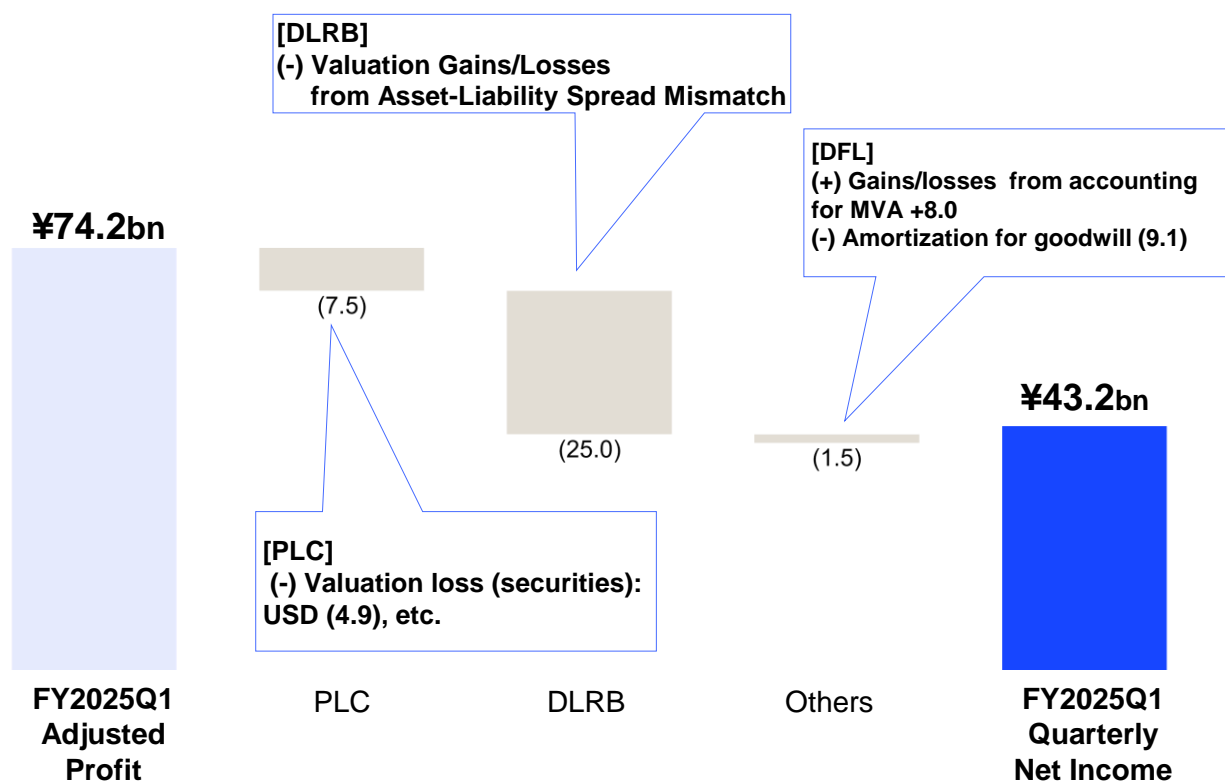 [DLRB]
(-) Valuation Gains/Losses
from Asset-Liability Spread Mismatch
[DFL]
(+) Gains/losses from accounting
for MVA +8.0
(-) Amortization for goodwill (9.1)
¥74.2bn
(7.5)
(25.0)
(1.5)
¥43.2bn
[PLC]
(-) Valuation loss (securities):
USD (4.9), etc.
FY2025Q1
Adjusted
Profit
PLC
DLRB
Others
FY2025Q1
Quarterly
Net Income